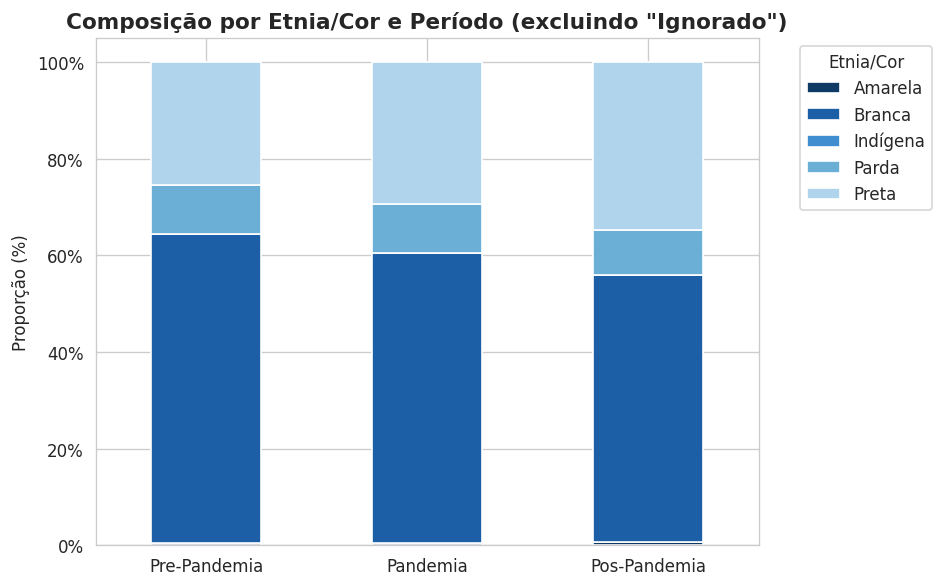 Composição por Etnia/Cor e Período (excluindo "Ignorado")
Proporção (%)
100%
80%
60%
40%
20%
0%
Pre-Pandemia
Pandemia
Pos-Pandemia
Etnia/Cor
Amarela
Branca
Indígena
Parda
Preta